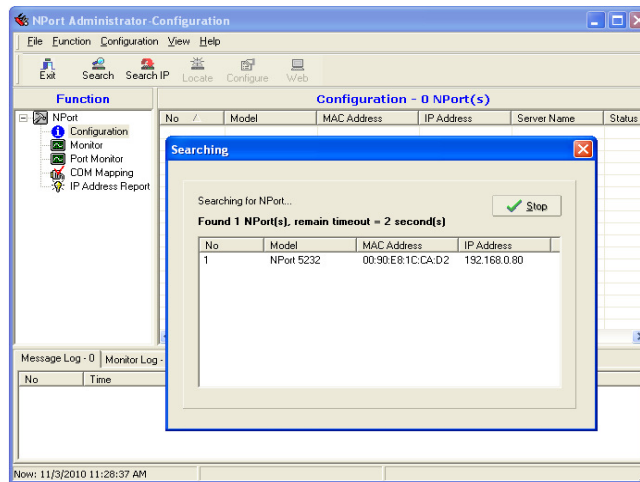 NPort Administrator-Configuration
File Function Configuration View Help
Exit Search Search IP Locate Configure Web
Function
Configuration - 0 NPort(s)
NPort
Configuration
Monitor
Port Monitor
COM Mapping
IP Address Report
No Model MAC Address IP Address Server Name Status
Searching
Searching for NPort...
Stop
Found 1 NPort(s), remain timeout = 2 second(s)
No Model MAC Address IP Address
1 NPort 5232 00:90:E8:1C:CA:D2 192.168.0.80
Message Log - 0 Monitor Log -
No Time
Now: 11/3/2010 11:28:37 AM